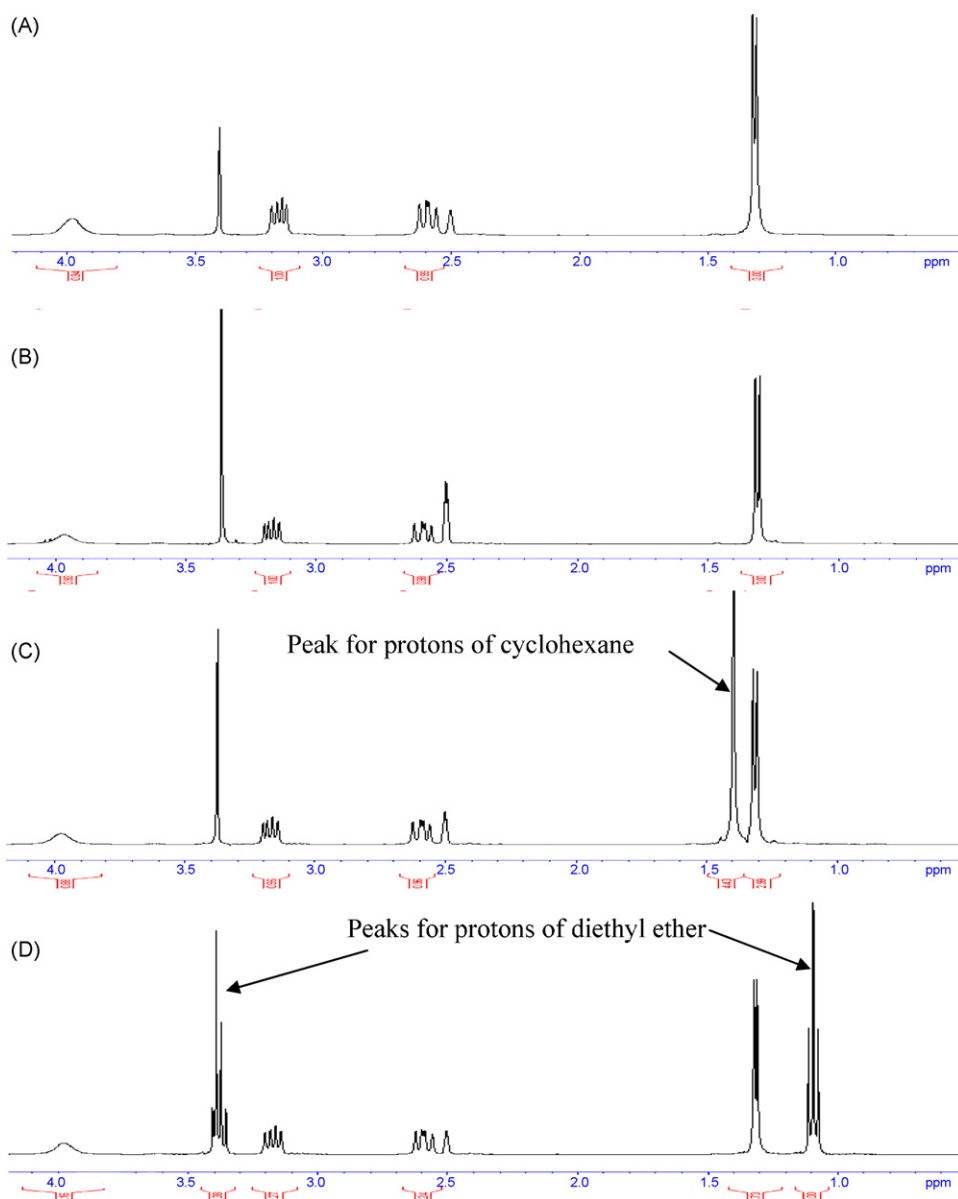 (A)
4.0 3.5 3.0 2.5 2.0 1.5 1.0 ppm
(B)
4.0 3.5 3.0 2.5 2.0 1.5 1.0 ppm
(C)
Peak for protons of cyclohexane
4.0 3.5 3.0 2.5 2.0 1.5 1.0 ppm
(D)
Peaks for protons of diethyl ether
4.0 3.5 3.0 2.5 2.0 1.5 1.0 ppm